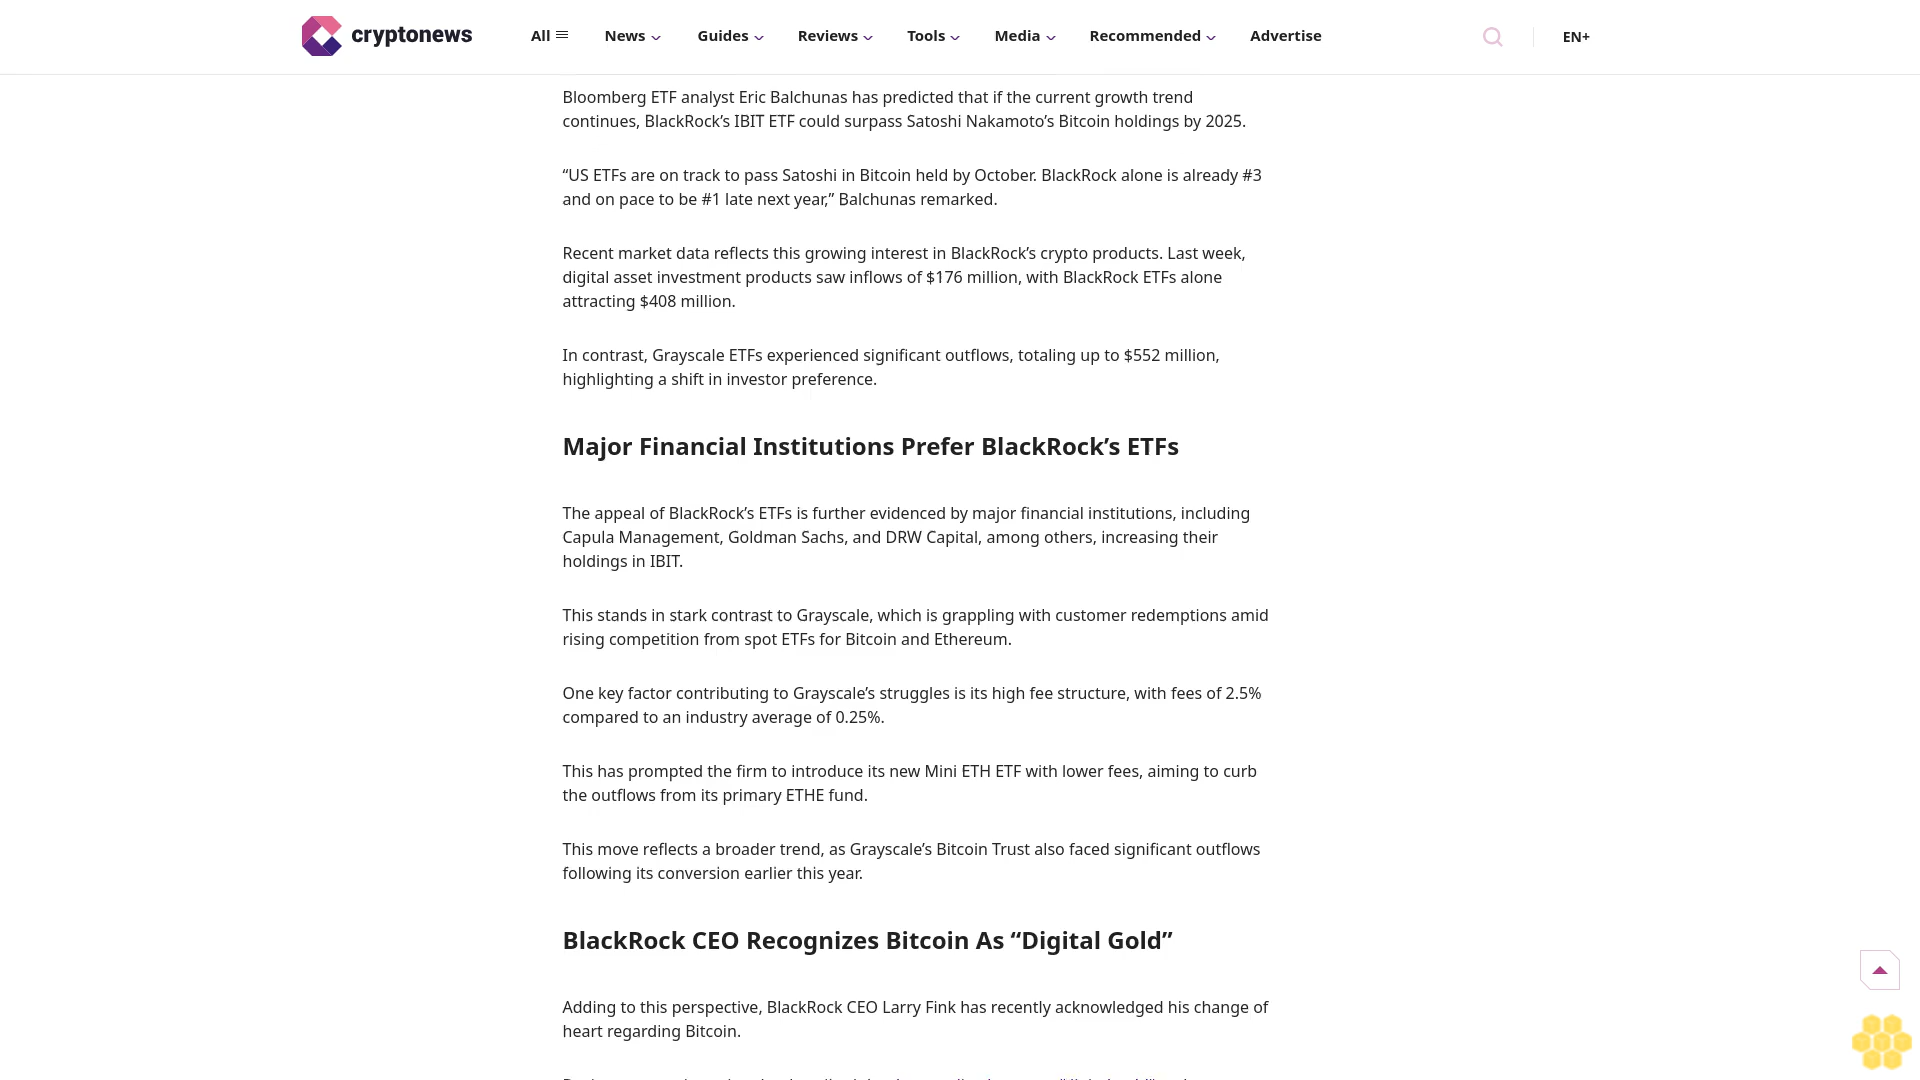 cryptonews
All
News
Guides
Reviews
Tools
Media
Recommended
Advertise
EN+
Bloomberg ETF analyst Eric Balchunas has predicted that if the current growth trend
continues, BlackRock’s IBIT ETF could surpass Satoshi Nakamoto’s Bitcoin holdings by 2025.
“US ETFs are on track to pass Satoshi in Bitcoin held by October. BlackRock alone is already #3
and on pace to be #1 late next year,” Balchunas remarked.
Recent market data reflects this growing interest in BlackRock’s crypto products. Last week,
digital asset investment products saw inflows of $176 million, with BlackRock ETFs alone
attracting $408 million.
In contrast, Grayscale ETFs experienced significant outflows, totaling up to $552 million,
highlighting a shift in investor preference.
Major Financial Institutions Prefer BlackRock’s ETFs
The appeal of BlackRock’s ETFs is further evidenced by major financial institutions, including
Capula Management, Goldman Sachs, and DRW Capital, among others, increasing their
holdings in IBIT.
This stands in stark contrast to Grayscale, which is grappling with customer redemptions amid
rising competition from spot ETFs for Bitcoin and Ethereum.
One key factor contributing to Grayscale’s struggles is its high fee structure, with fees of 2.5%
compared to an industry average of 0.25%.
This has prompted the firm to introduce its new Mini ETH ETF with lower fees, aiming to curb
the outflows from its primary ETHE fund.
This move reflects a broader trend, as Grayscale’s Bitcoin Trust also faced significant outflows
following its conversion earlier this year.
BlackRock CEO Recognizes Bitcoin As “Digital Gold”
Adding to this perspective, BlackRock CEO Larry Fink has recently acknowledged his change of
heart regarding Bitcoin.